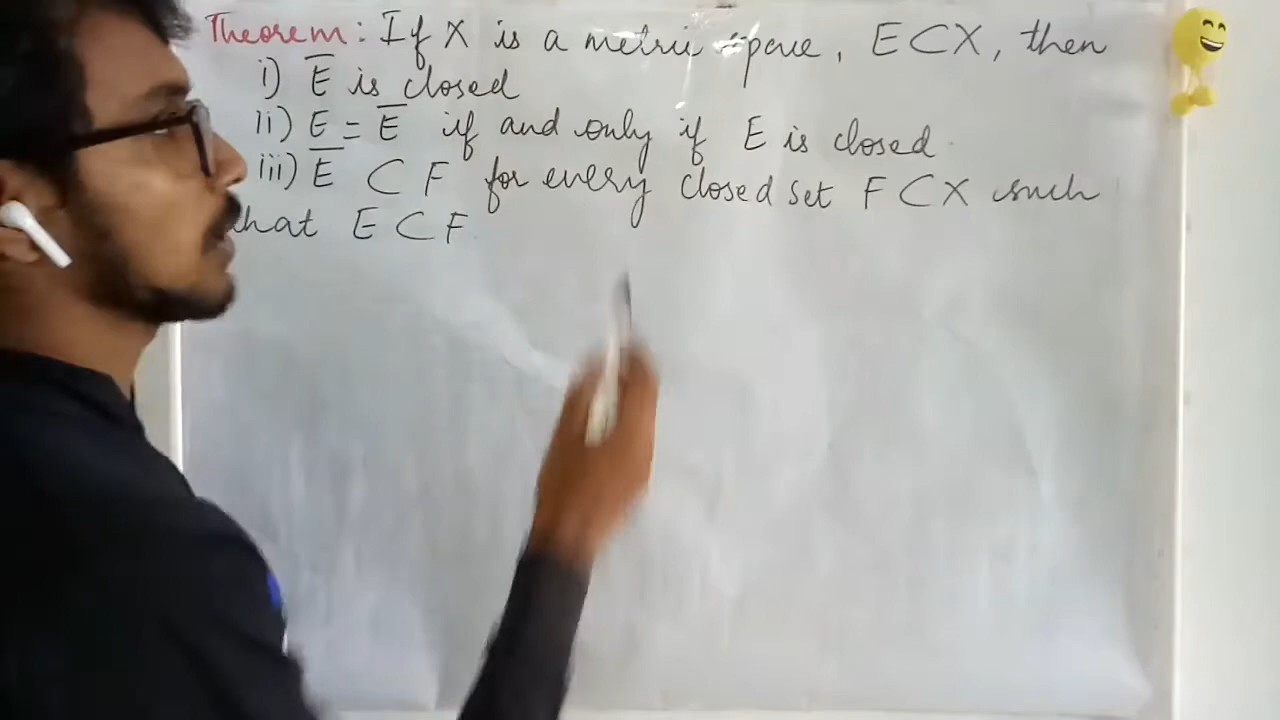 Theorem: If X is a metric space, E ⊂ X, then
i) E̅ is closed
ii) E = E̅ if and only if E is closed.
iii) E̅ ⊂ F for every closed set F ⊂ X such
that E ⊂ F.